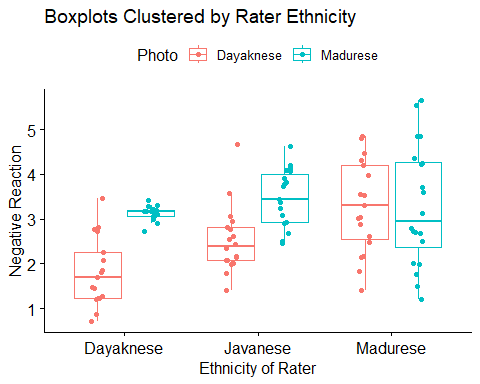 Boxplots Clustered by Rater Ethnicity
Photo Dayaknese Madurese
Negative Reaction
5
4
3
2
1
Dayaknese Javanese Madurese
Ethnicity of Rater